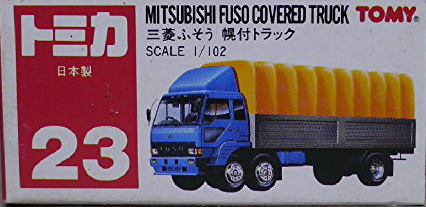 トミカ
日本製
23
MITSUBISHI FUSO COVERED TRUCK TOMY®
三菱ふそう 幌付トラック
SCALE 1/102
FUSO